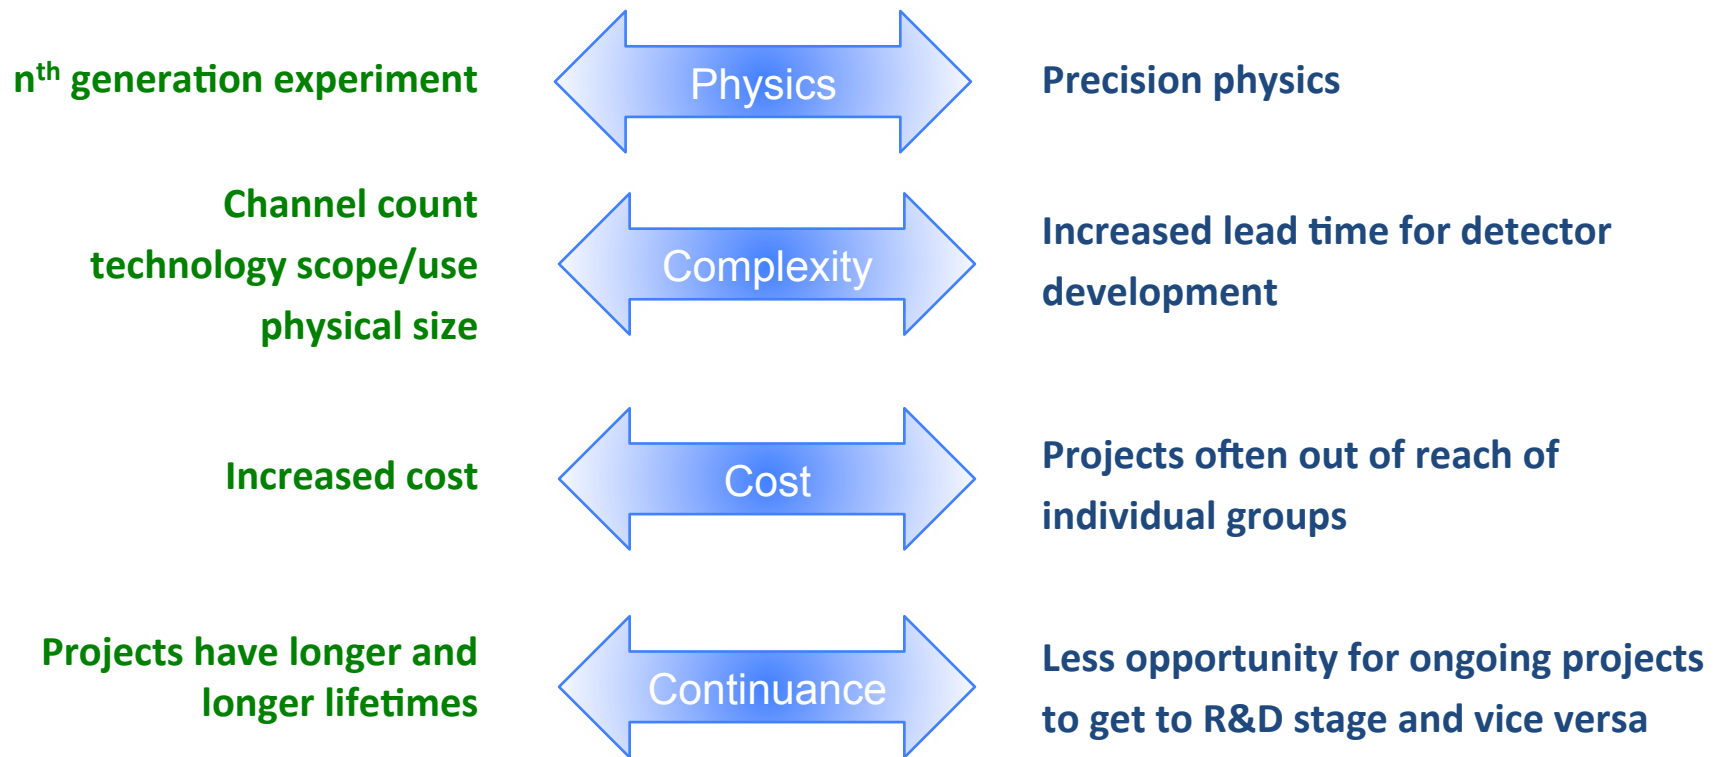 nth generation experiment
Physics
Precision physics
Channel count
technology scope/use
physical size
Complexity
Increased lead time for detector
development
Increased cost
Cost
Projects often out of reach of
individual groups
Projects have longer and
longer lifetimes
Continuance
Less opportunity for ongoing projects
to get to R&D stage and vice versa